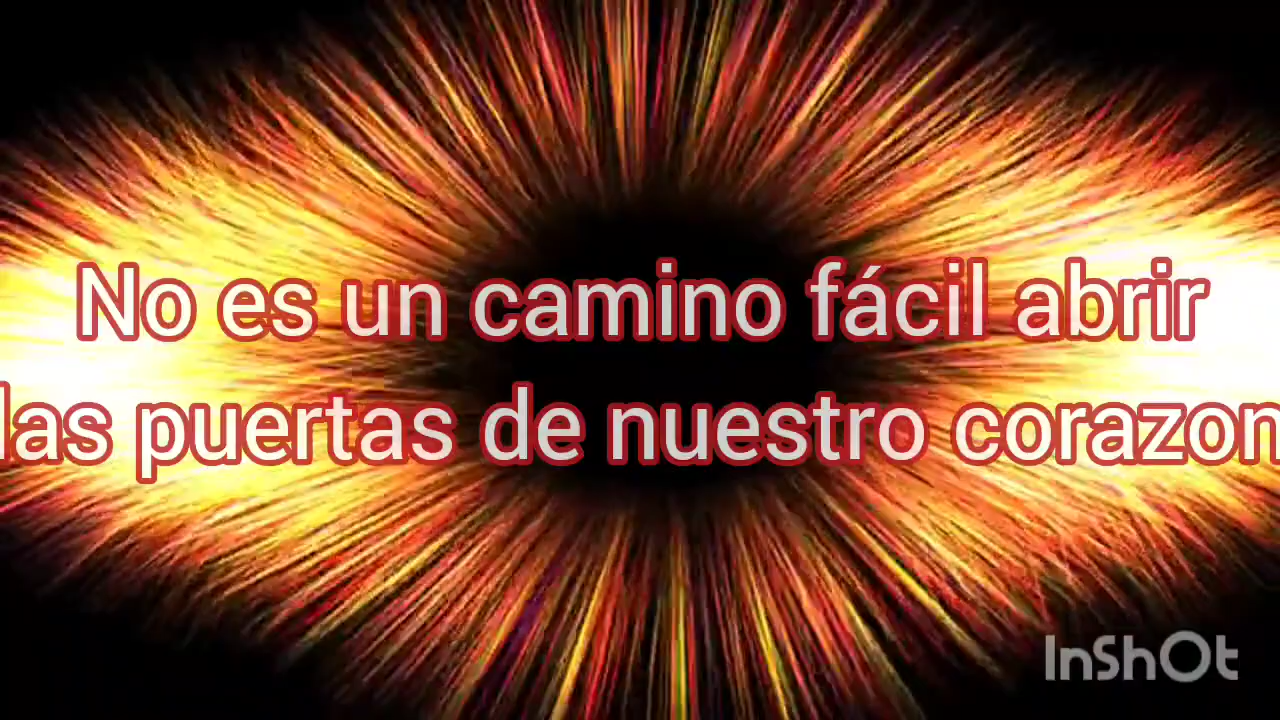 No es un camino fácil abrir
las puertas de nuestro corazon
InShOt